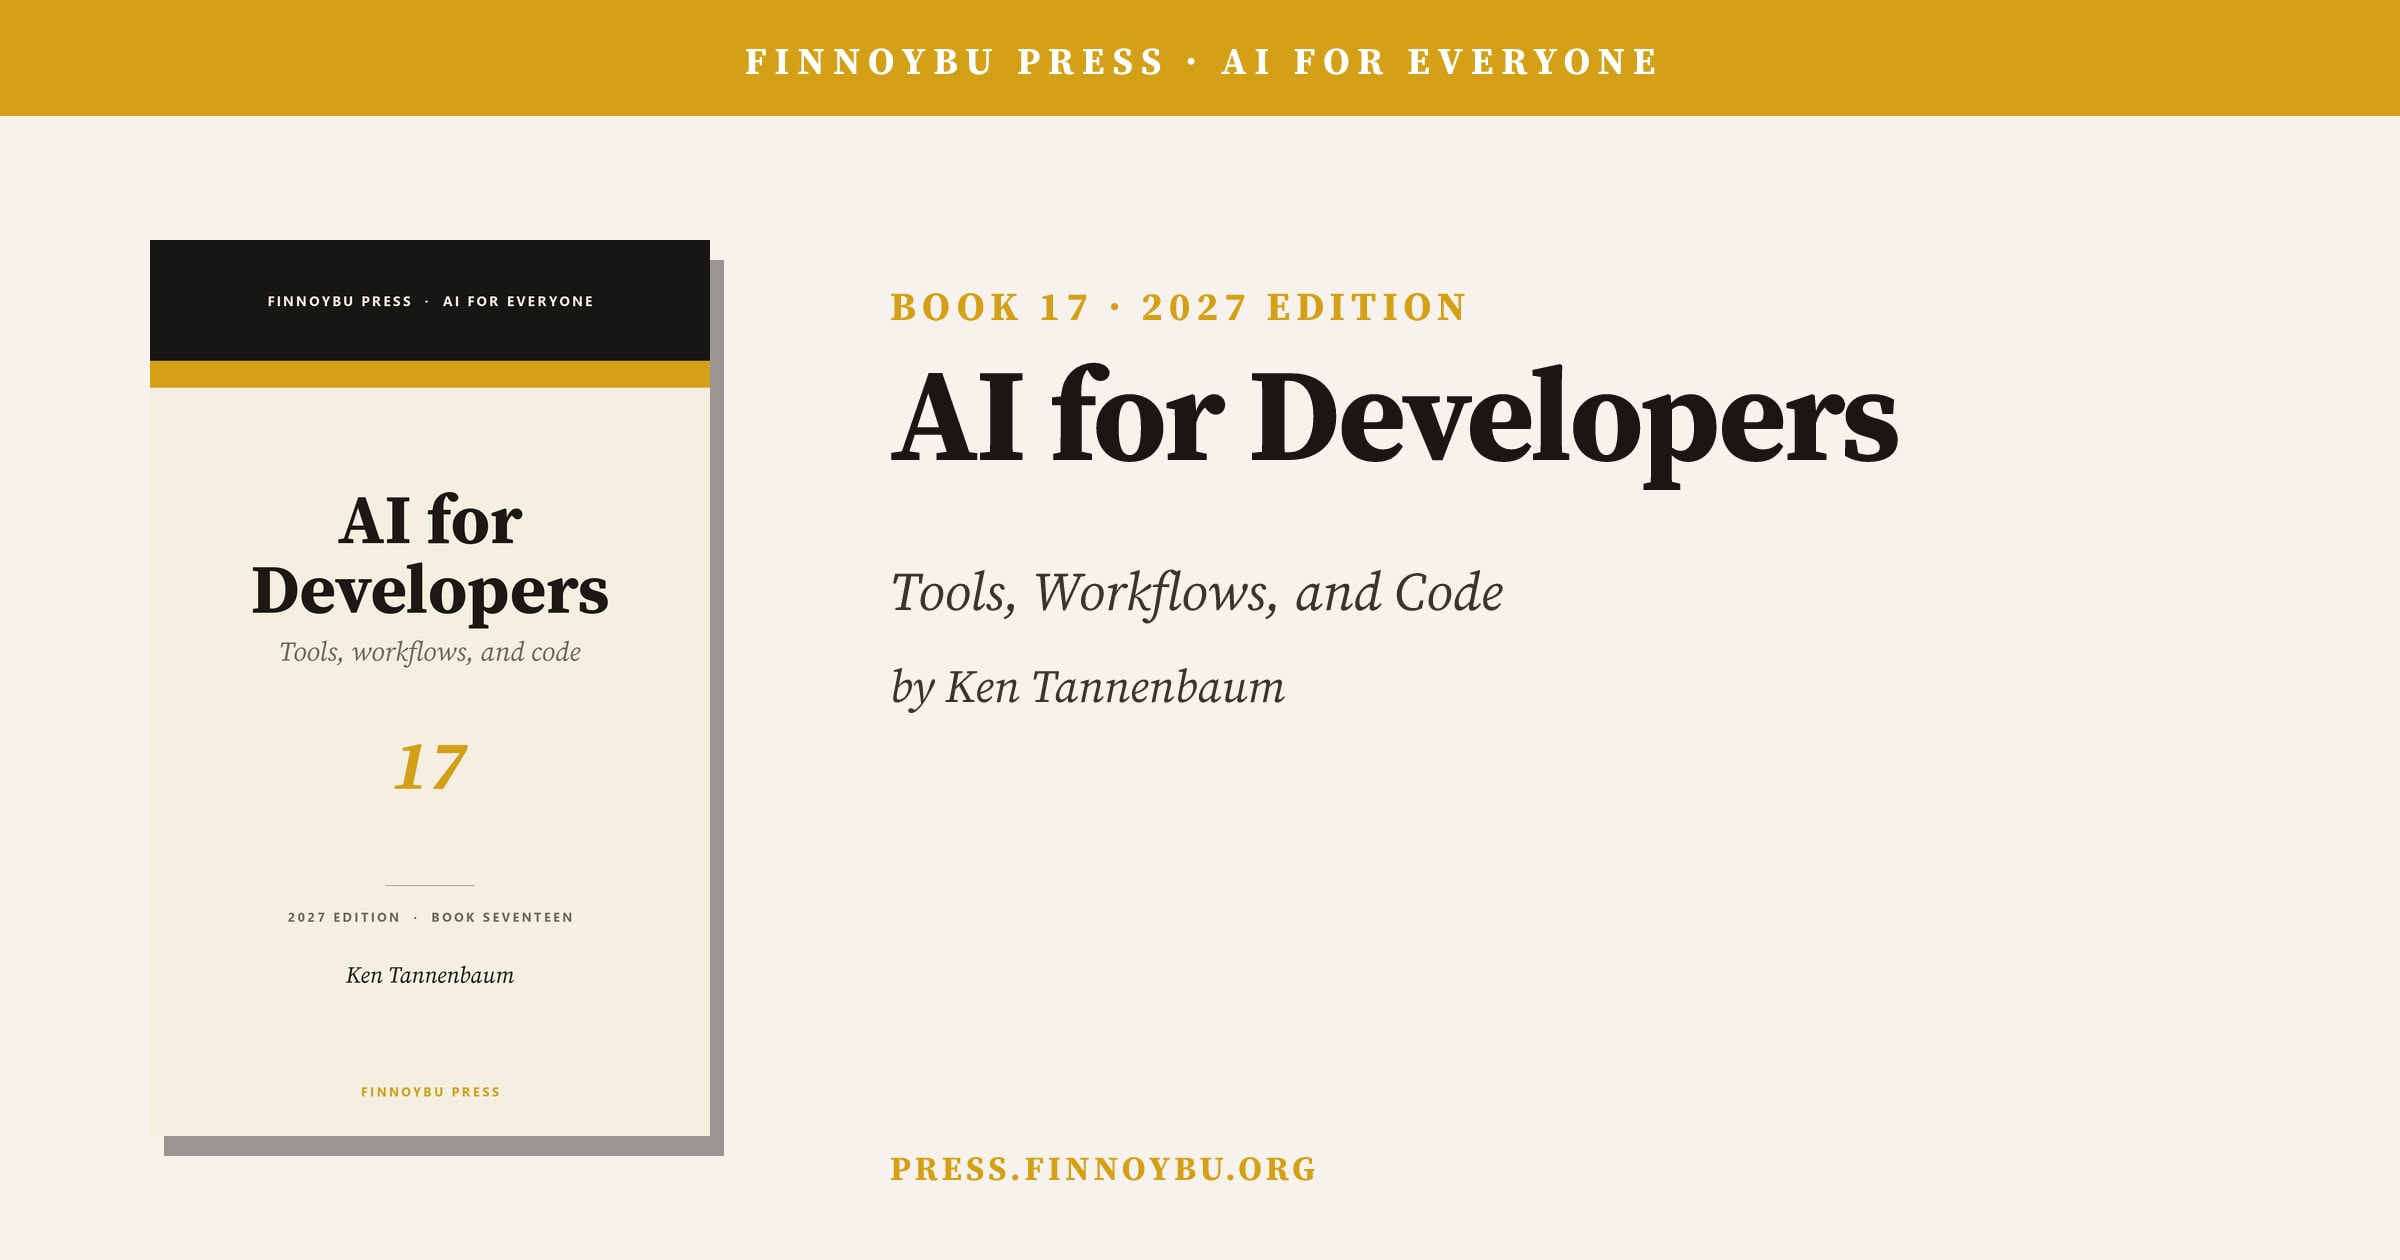 FINNOYBU PRESS · AI FOR EVERYONE
FINNOYBU PRESS · AI FOR EVERYONE
AI for
Developers
Tools, workflows, and code
17
2027 EDITION · BOOK SEVENTEEN
Ken Tannenbaum
FINNOYBU PRESS
BOOK 17 · 2027 EDITION
AI for Developers
Tools, Workflows, and Code
by Ken Tannenbaum
PRESS.FINNOYBU.ORG